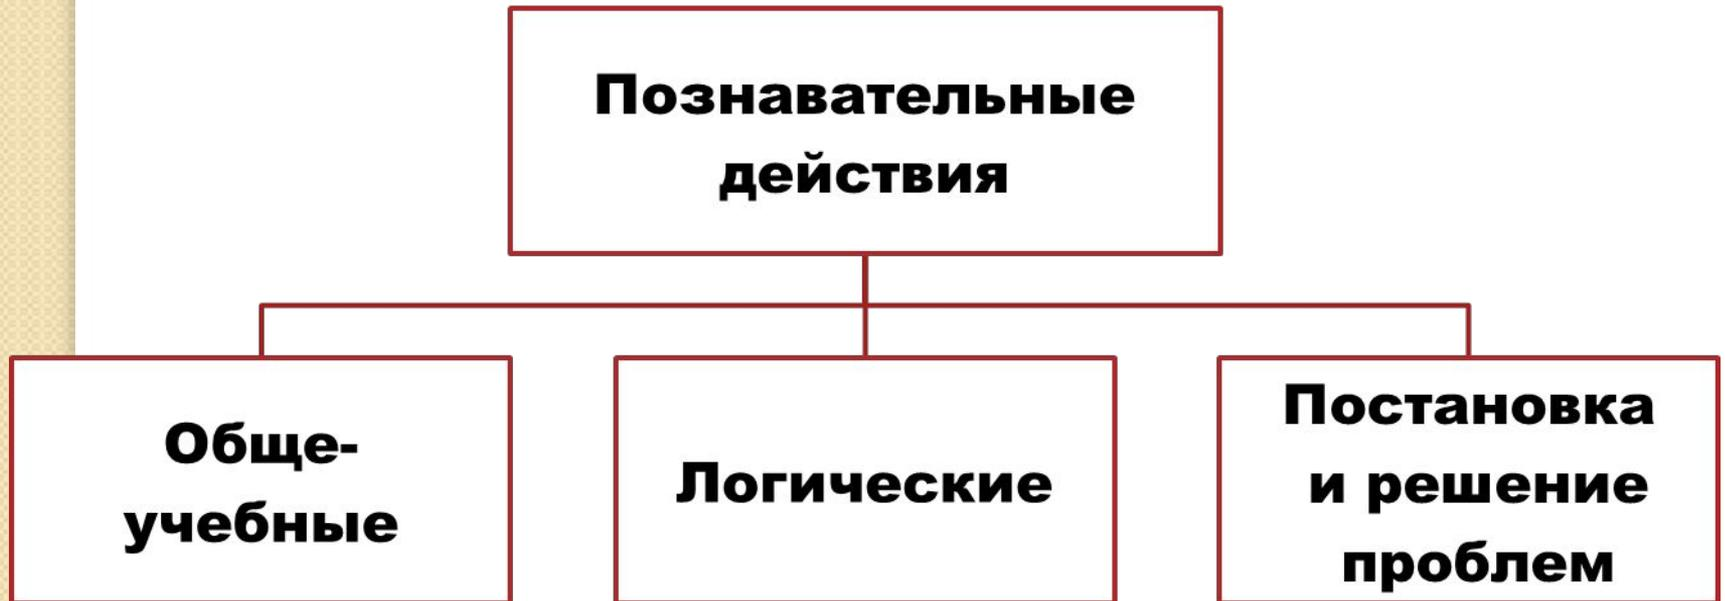 Познавательные
действия
Обще-
учебные
Логические
Постановка
и решение
проблем